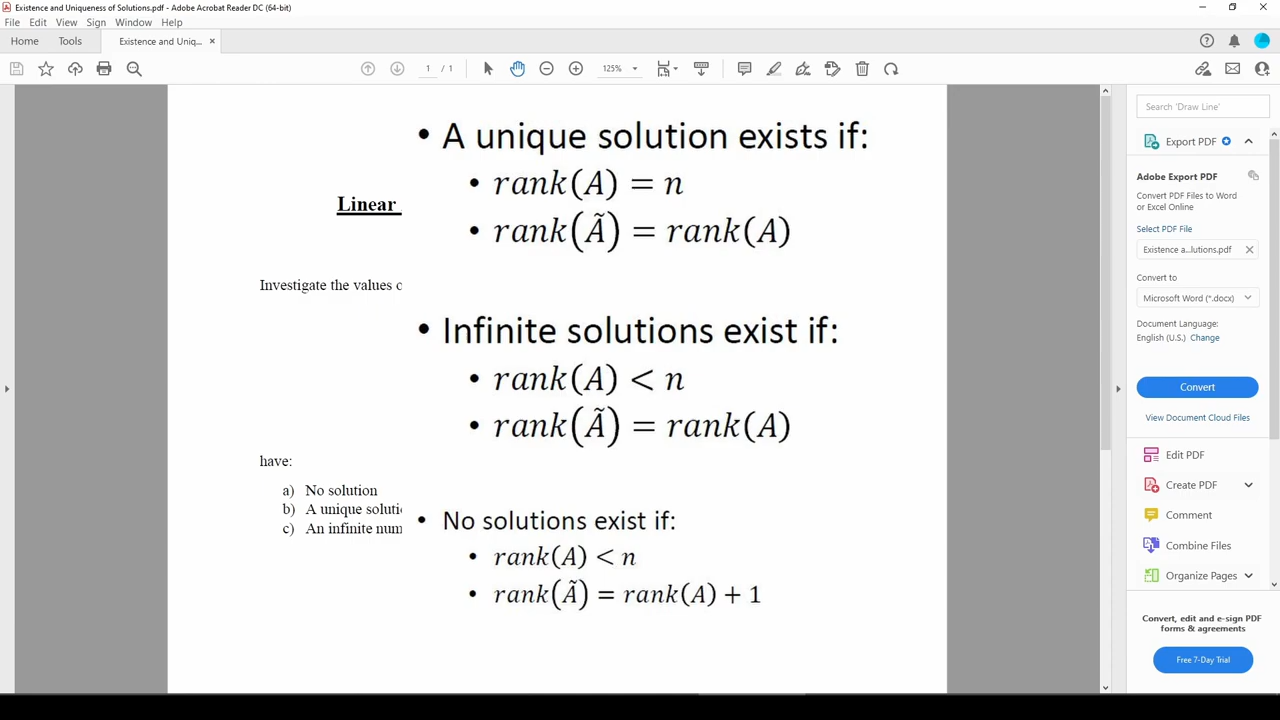 Existence and Uniqueness of Solutions.pdf - Adobe Acrobat Reader DC (64-bit)
File Edit View Sign Window Help
Home Tools Existence and Uniq... ×
1 / 1 125%
Search 'Draw Line'
Export PDF
Adobe Export PDF
Convert PDF Files to Word
or Excel Online
Select PDF File
Existence a...lutions.pdf
Convert to
Microsoft Word (*.docx)
Document Language:
English (U.S.) Change
Convert
View Document Cloud Files
Edit PDF
Create PDF
Comment
Combine Files
Organize Pages
Convert, edit and e-sign PDF
forms & agreements
Free 7-Day Trial
Linear
Investigate the values
have:
a) No solution
b) A unique soluti
c) An infinite num
• A unique solution exists if:
• rank(A) = n
• rank(Ã) = rank(A)
• Infinite solutions exist if:
• rank(A) < n
• rank(Ã) = rank(A)
• No solutions exist if:
• rank(A) < n
• rank(Ã) = rank(A) + 1